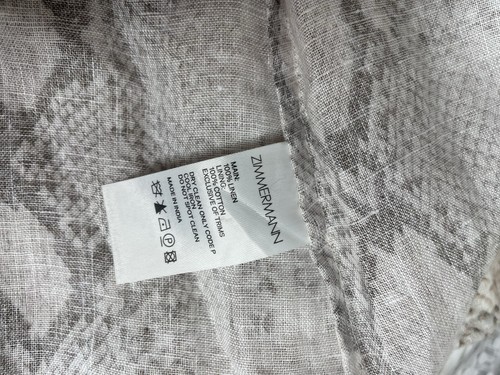 ZIMMERMANN
MAIN:
100% LINEN
LINING:
100% COTTON
EXCLUSIVE OF TRIMS
DRY CLEAN ONLY CODE P
COOL IRON
DO NOT SPOT CLEAN
MADE IN INDIA
P